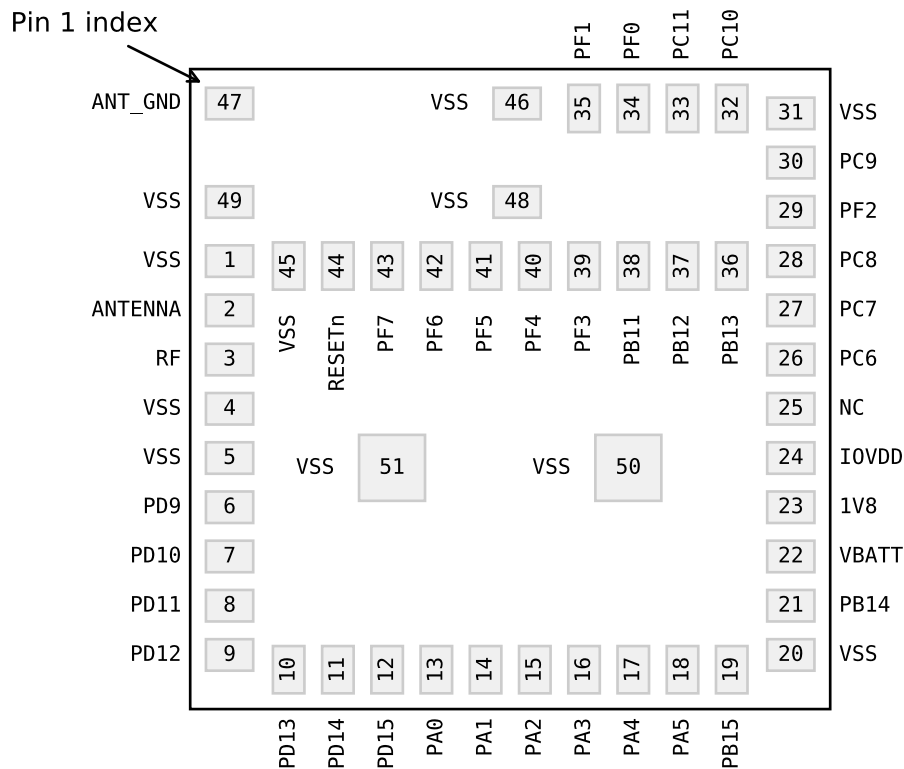 Pin 1 index
PF1 PF0 PC11 PC10
ANT_GND 47 VSS 46 35 34 33 32 31 VSS
30 PC9
VSS 49 VSS 48 29 PF2
VSS 1 45 44 43 42 41 40 39 38 37 36 28 PC8
ANTENNA 2 27 PC7
VSS RESETn PF7 PF6 PF5 PF4 PF3 PB11 PB12 PB13
RF 3 26 PC6
VSS 4 25 NC
VSS 5 VSS 51 VSS 50 24 IOVDD
PD9 6 23 1V8
PD10 7 22 VBATT
PD11 8 21 PB14
PD12 9 10 11 12 13 14 15 16 17 18 19 20 VSS
PD13 PD14 PD15 PA0 PA1 PA2 PA3 PA4 PA5 PB15